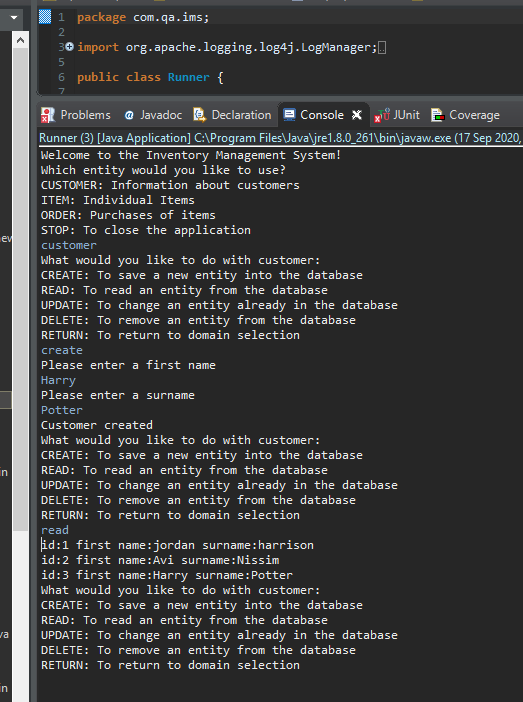 1 package com.qa.ims;
2
3 import org.apache.logging.log4j.LogManager;
5
6 public class Runner {
7
Problems Javadoc Declaration Console JUnit Coverage
Runner (3) [Java Application] C:\Program Files\Java\jre1.8.0_261\bin\javaw.exe (17 Sep 2020,
Welcome to the Inventory Management System!
Which entity would you like to use?
CUSTOMER: Information about customers
ITEM: Individual Items
ORDER: Purchases of items
STOP: To close the application
customer
What would you like to do with customer:
CREATE: To save a new entity into the database
READ: To read an entity from the database
UPDATE: To change an entity already in the database
DELETE: To remove an entity from the database
RETURN: To return to domain selection
create
Please enter a first name
Harry
Please enter a surname
Potter
Customer created
What would you like to do with customer:
CREATE: To save a new entity into the database
READ: To read an entity from the database
UPDATE: To change an entity already in the database
DELETE: To remove an entity from the database
RETURN: To return to domain selection
read
id:1 first name:jordan surname:harrison
id:2 first name:Avi surname:Nissim
id:3 first name:Harry surname:Potter
What would you like to do with customer:
CREATE: To save a new entity into the database
READ: To read an entity from the database
UPDATE: To change an entity already in the database
DELETE: To remove an entity from the database
RETURN: To return to domain selection